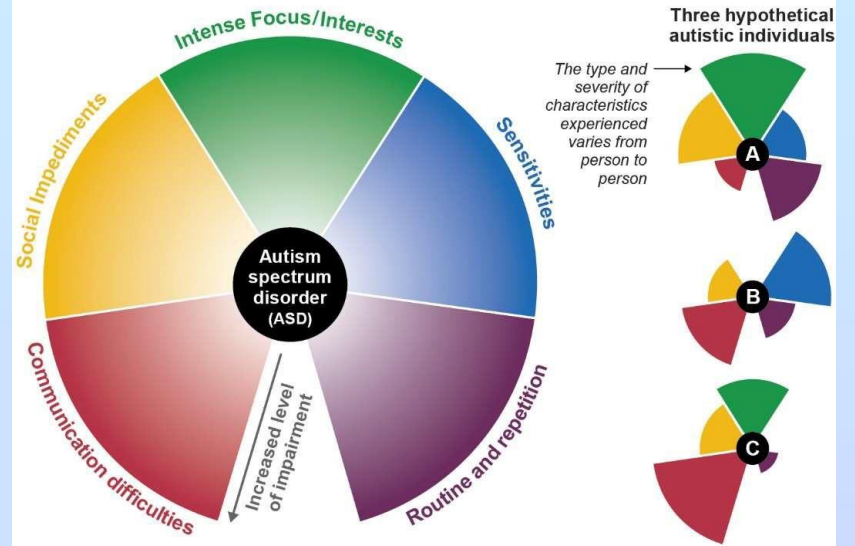 Intense Focus/Interests
Social Impediments
Sensitivities
Communication difficulties
Routine and repetition
Autism
spectrum
disorder
(ASD)
Increased level
of impairment
Three hypothetical
autistic individuals
The type and
severity of
characteristics
experienced
varies from
person to
person
A
B
C